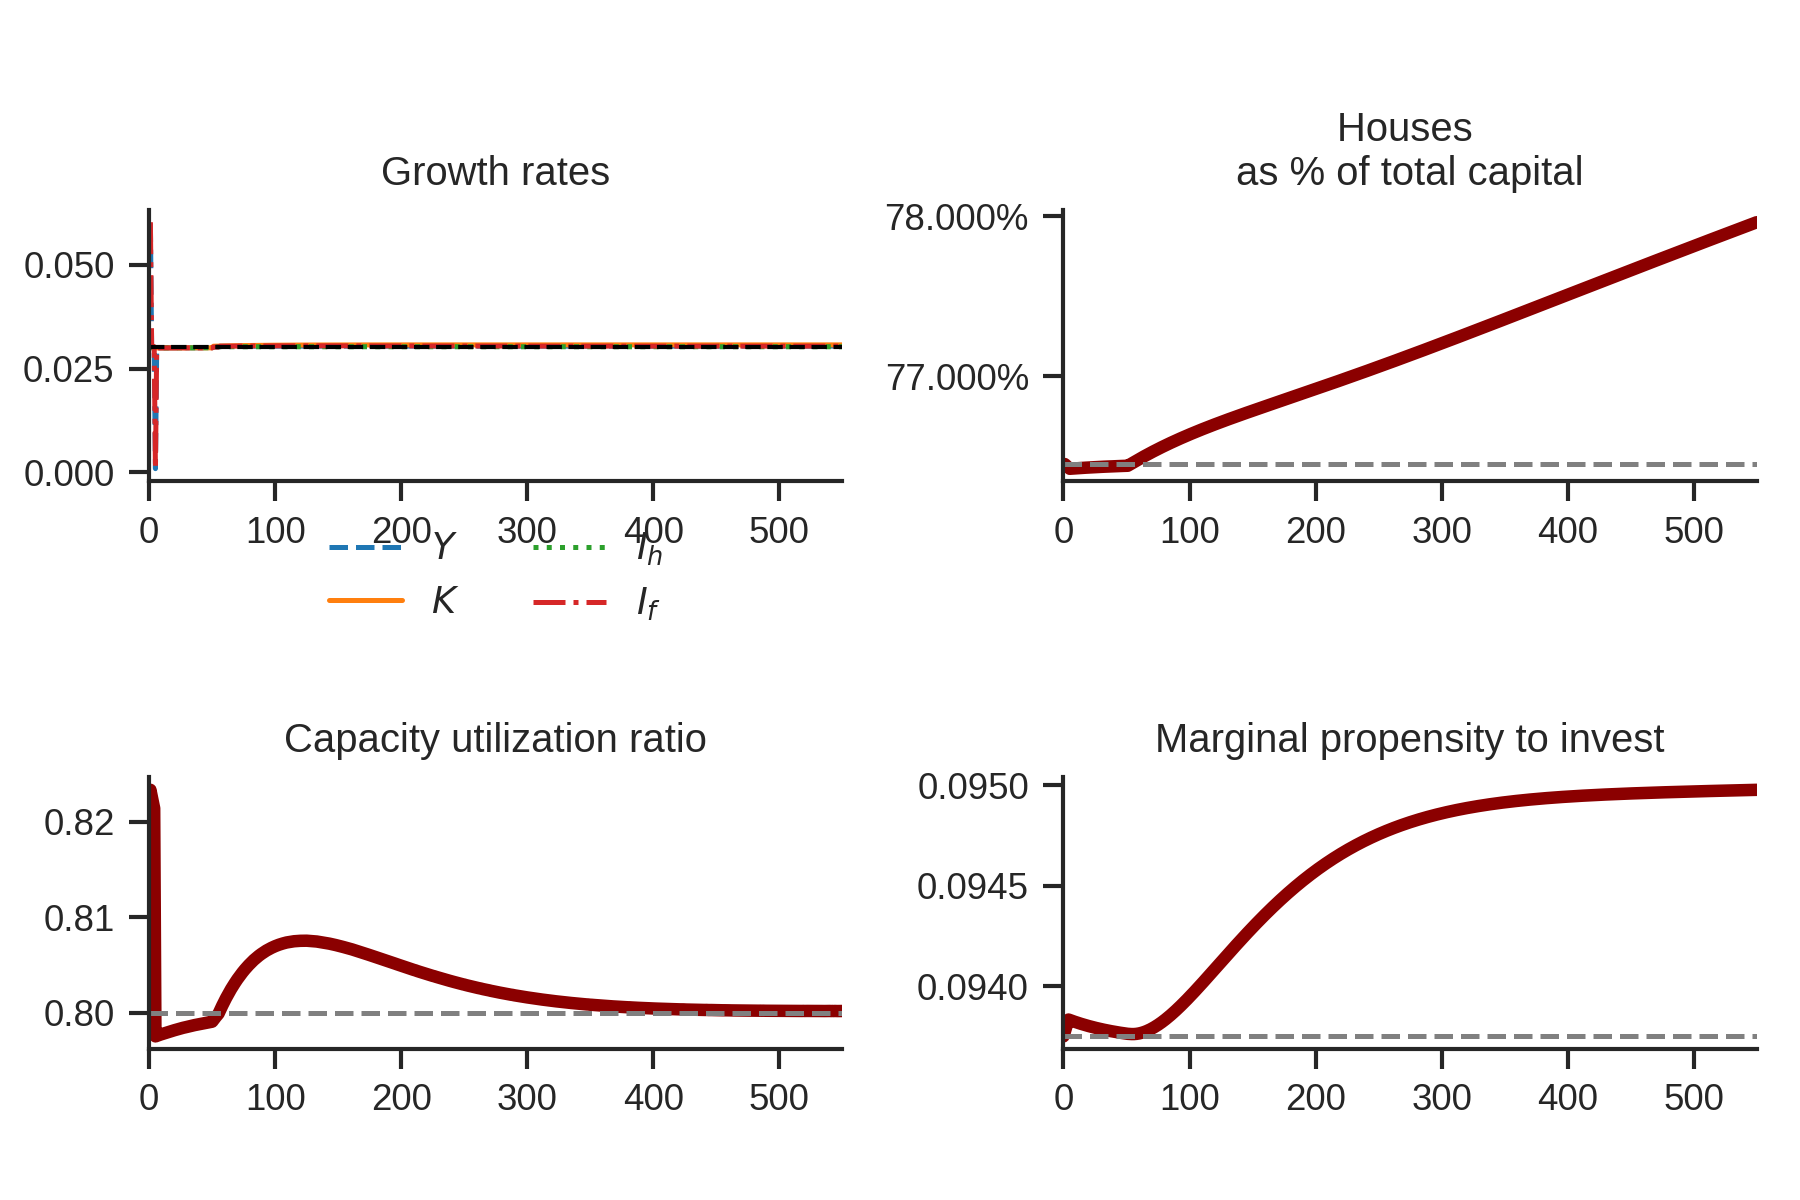 Growth rates
0.050
0.025
0.000
0 100 200 300 400 500
Y I_h
K I_f
Houses
as % of total capital
78.000%
77.000%
0 100 200 300 400 500
Capacity utilization ratio
0.82
0.81
0.80
0 100 200 300 400 500
Marginal propensity to invest
0.0950
0.0945
0.0940
0 100 200 300 400 500